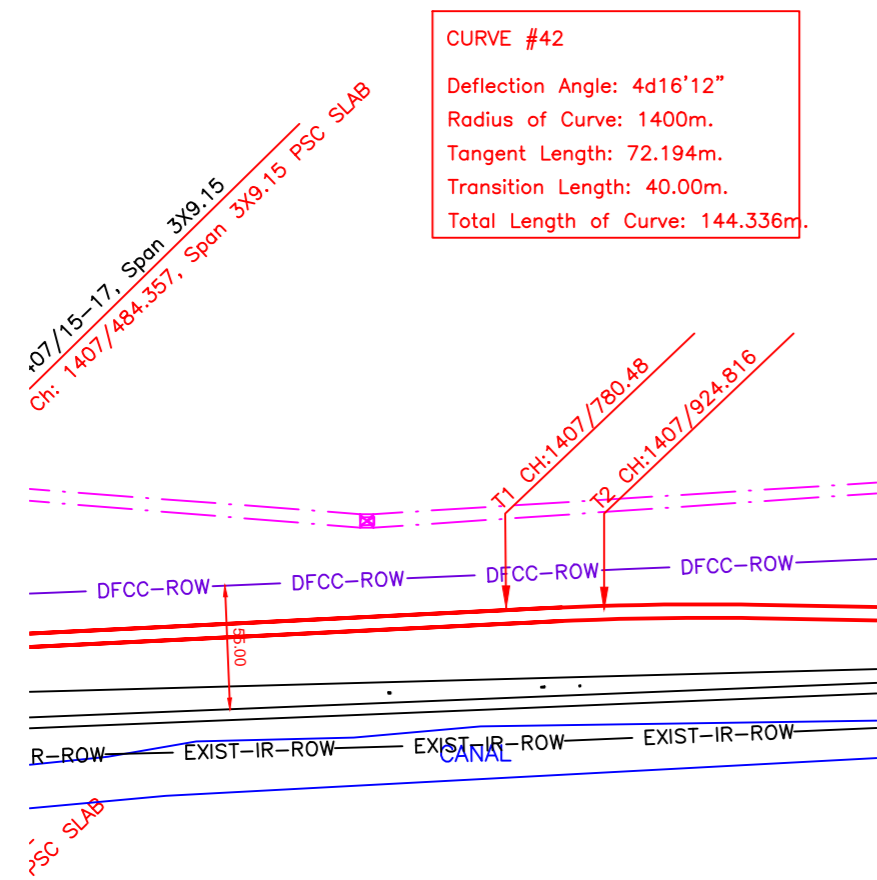 CURVE #42
Deflection Angle: 4d16'12"
Radius of Curve: 1400m.
Tangent Length: 72.194m.
Transition Length: 40.00m.
Total Length of Curve: 144.336m.
407/15-17, Span 3X9.15
Ch: 1407/484.357, Span 3X9.15 PSC SLAB
T1 CH:1407/780.48
T2 CH:1407/924.816
DFCC-ROW DFCC-ROW DFCC-ROW DFCC-ROW
55.00
R-ROW EXIST-IR-ROW EXIST-IR-ROW EXIST-IR-ROW
CANAL
PSC SLAB